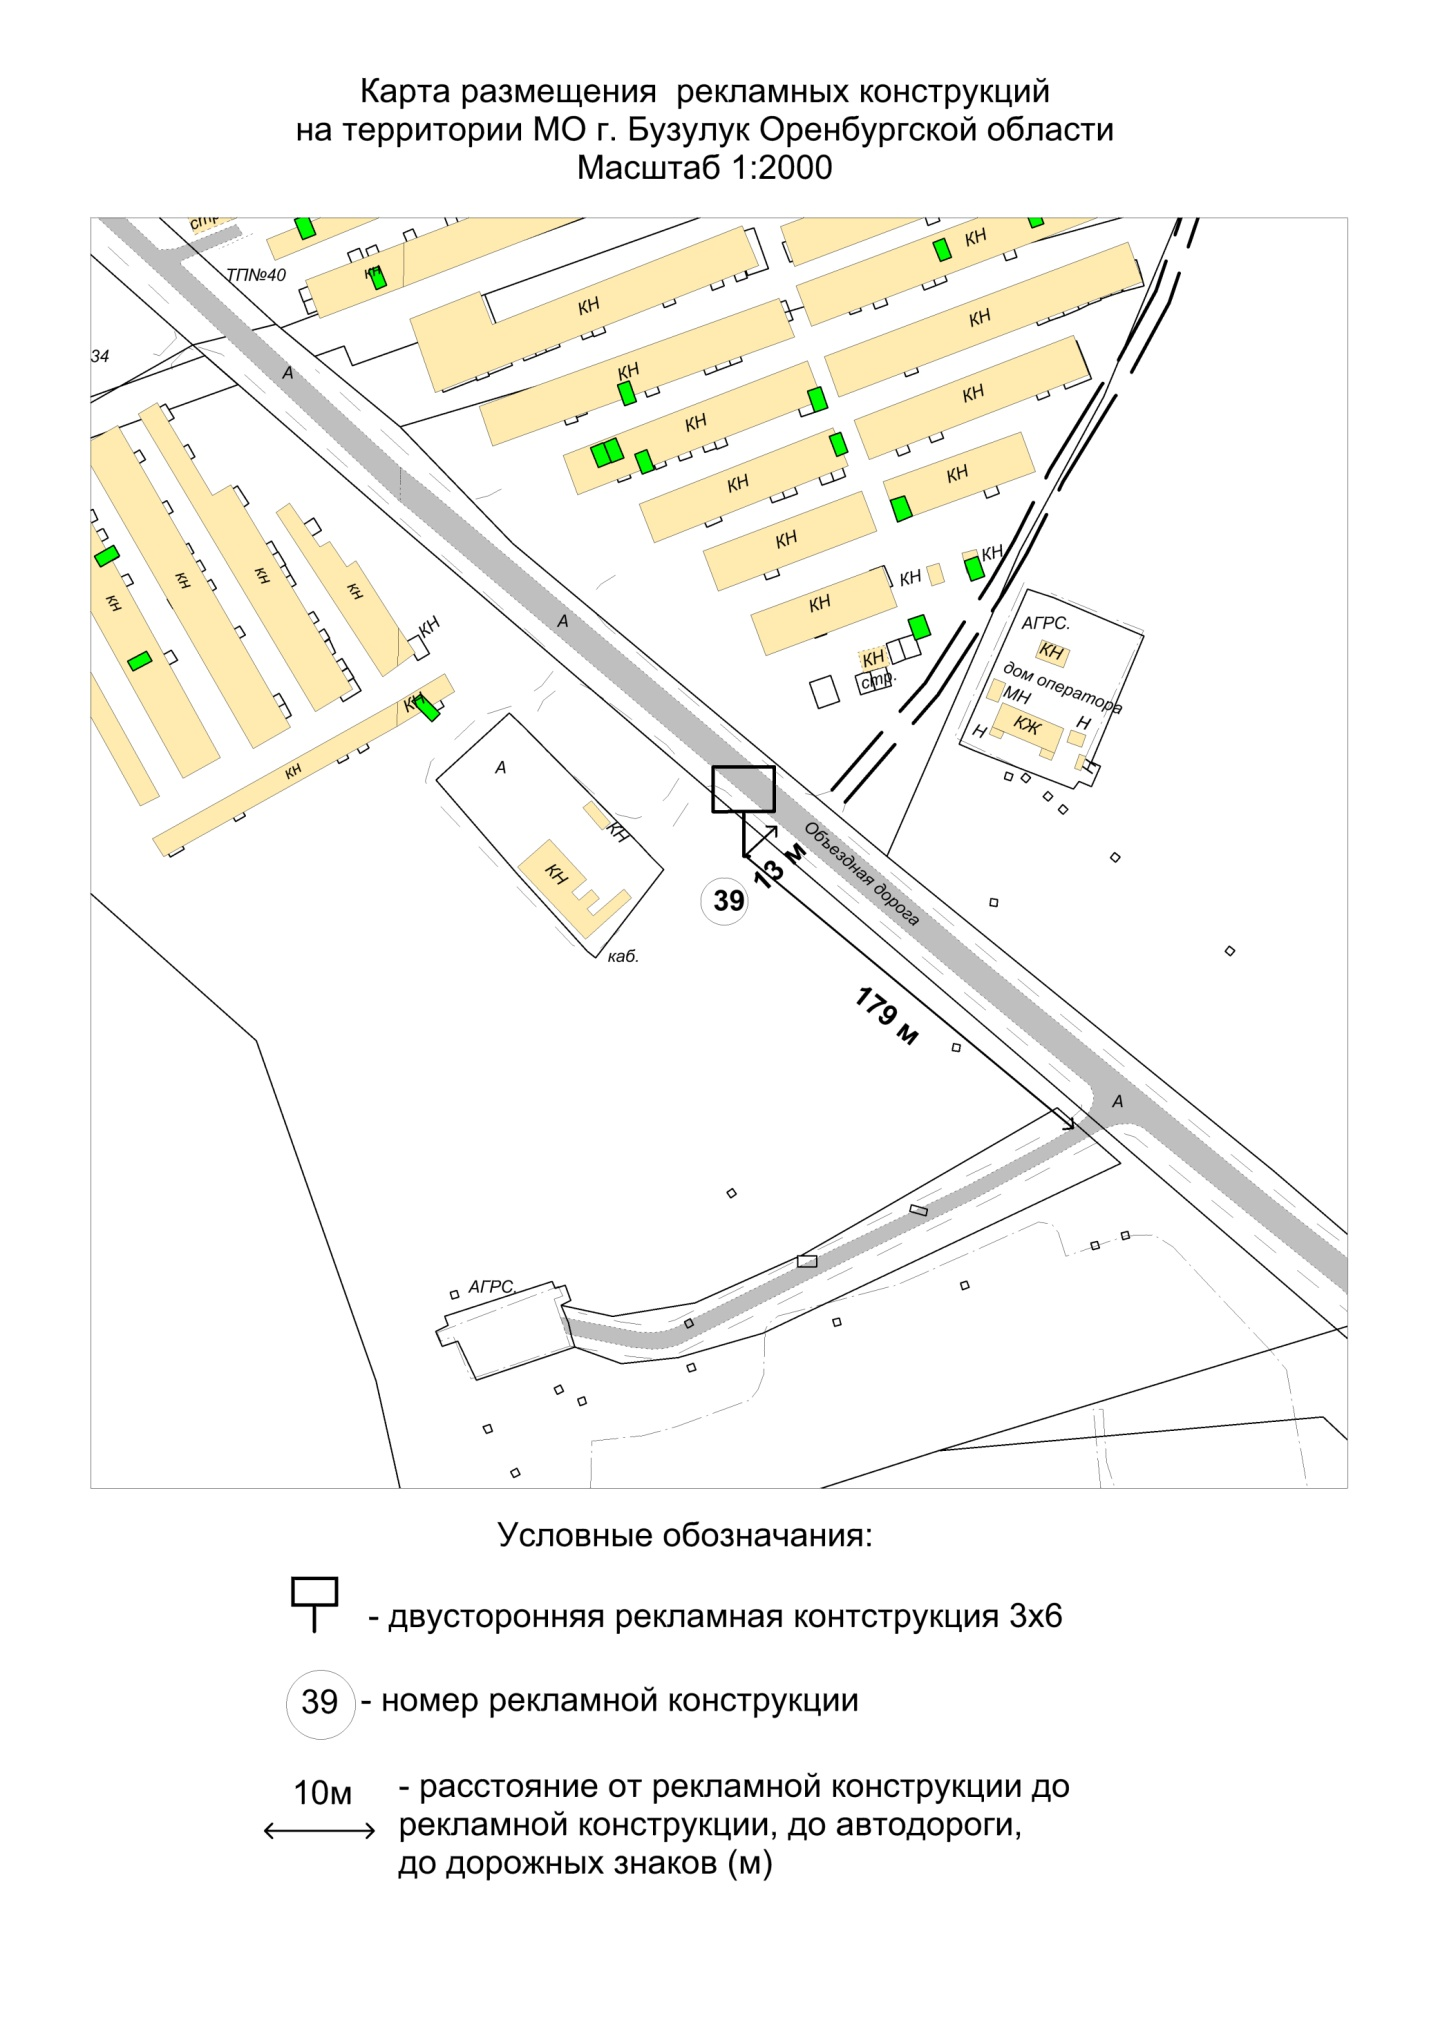 Карта размещения рекламных конструкций
на территории МО г. Бузулук Оренбургской области
Масштаб 1:2000
стр.
КН
КН
ТП№40
кн
КН
КН
34
А
КН
КН
КН
КН
КН
КН
КН
КН
КН
кн
кн
кн
кн
КН
АГРС.
А
КН
КН
КН
стр.
дом оператора
МН
КН
Н
КЖ
Н
Н
А
кн
Объездная дорога
КН
13 м
КН
39
каб.
179 м
А
АГРС.
Условные обозначания:
- двусторонняя рекламная контструкция 3х6
39 - номер рекламной конструкции
10м - расстояние от рекламной конструкции до
рекламной конструкции, до автодороги,
до дорожных знаков (м)